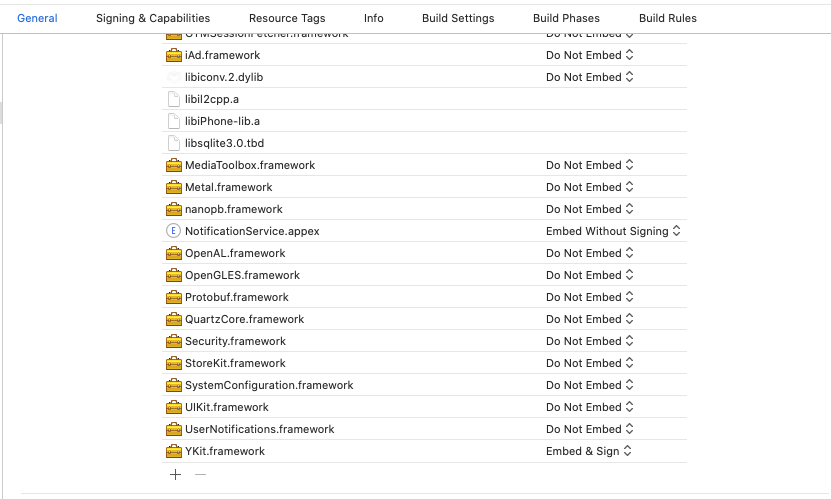 General Signing & Capabilities Resource Tags Info Build Settings Build Phases Build Rules
GTMSessionFetcher.framework Do Not Embed
iAd.framework Do Not Embed
libiconv.2.dylib Do Not Embed
libil2cpp.a
libiPhone-lib.a
libsqlite3.0.tbd
MediaToolbox.framework Do Not Embed
Metal.framework Do Not Embed
nanopb.framework Do Not Embed
E NotificationService.appex Embed Without Signing
OpenAL.framework Do Not Embed
OpenGLES.framework Do Not Embed
Protobuf.framework Do Not Embed
QuartzCore.framework Do Not Embed
Security.framework Do Not Embed
StoreKit.framework Do Not Embed
SystemConfiguration.framework Do Not Embed
UIKit.framework Do Not Embed
UserNotifications.framework Do Not Embed
YKit.framework Embed & Sign